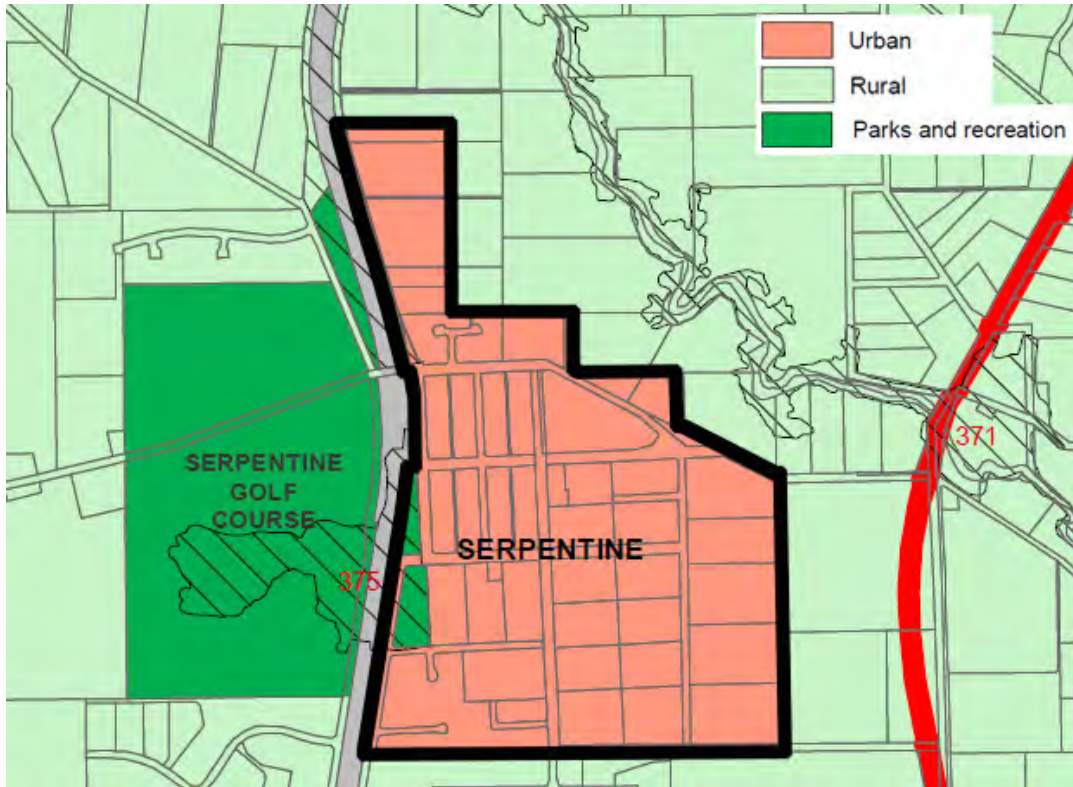 Urban
Rural
Parks and recreation
371
SERPENTINE
GOLF
COURSE
SERPENTINE
375